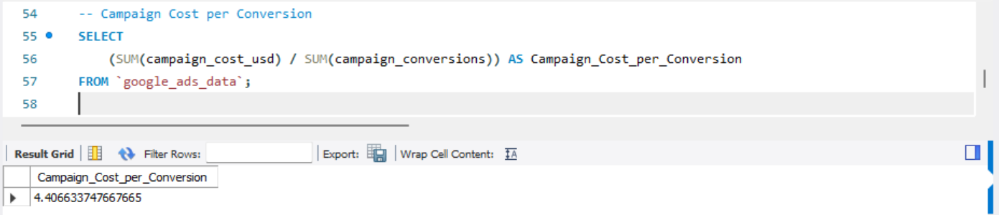 54 -- Campaign Cost per Conversion
55 SELECT
56 (SUM(campaign_cost_usd) / SUM(campaign_conversions)) AS Campaign_Cost_per_Conversion
57 FROM `google_ads_data`;
58
Result Grid Filter Rows: Export: Wrap Cell Content:
Campaign_Cost_per_Conversion
4.406633747667665